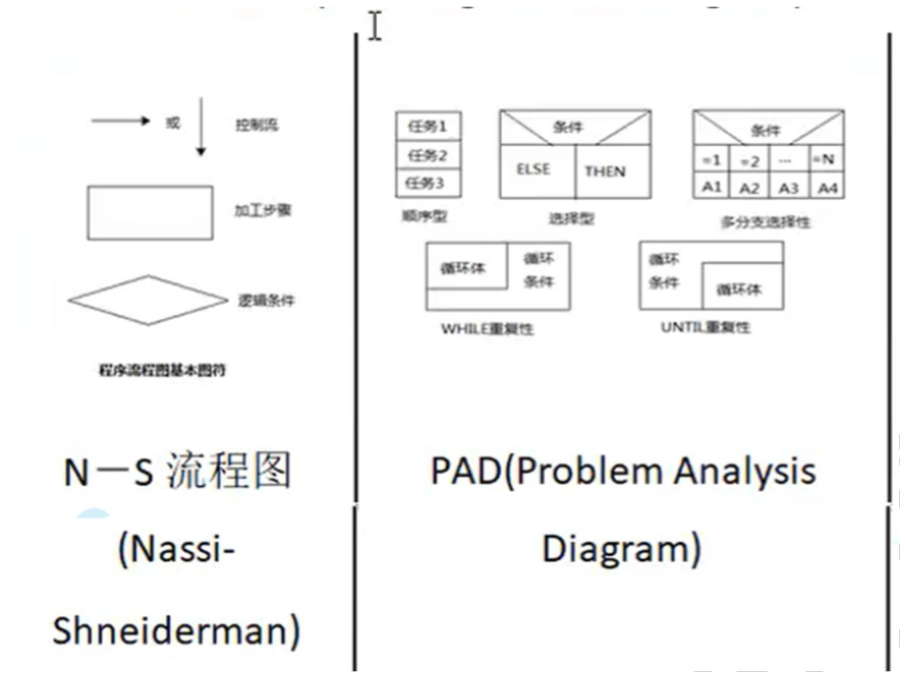 或
控制流
加工步骤
逻辑条件
程序流程图基本图符
任务1
任务2
任务3
顺序型
条件
ELSE
THEN
选择型
条件
=1 =2 ... =N
A1 A2 A3 A4
多分支选择性
循环体
循环
条件
WHILE重复性
循环
条件
循环体
UNTIL重复性
N－S 流程图
(Nassi-
Shneiderman)
PAD(Problem Analysis
Diagram)